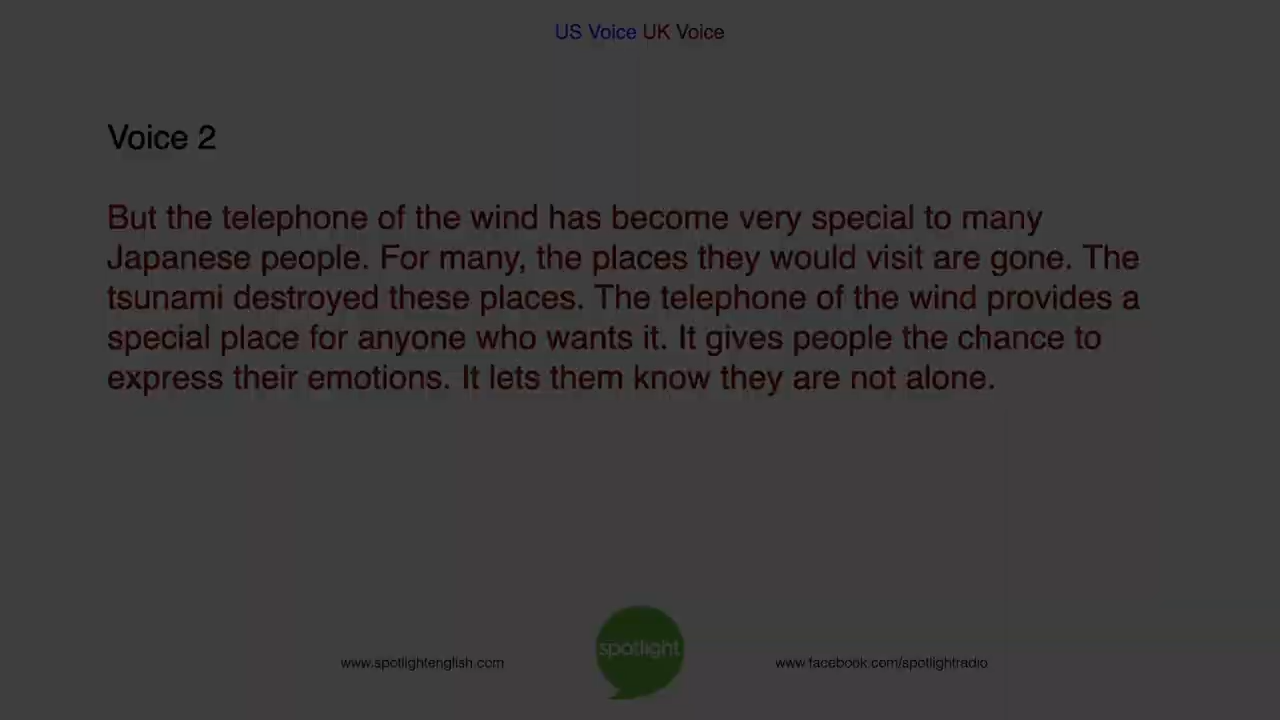 US Voice UK Voice
Voice 2
But the telephone of the wind has become very special to many
Japanese people. For many, the places they would visit are gone. The
tsunami destroyed these places. The telephone of the wind provides a
special place for anyone who wants it. It gives people the chance to
express their emotions. It lets them know they are not alone.
spotlight
www.spotlightenglish.com
www.facebook.com/spotlightradio